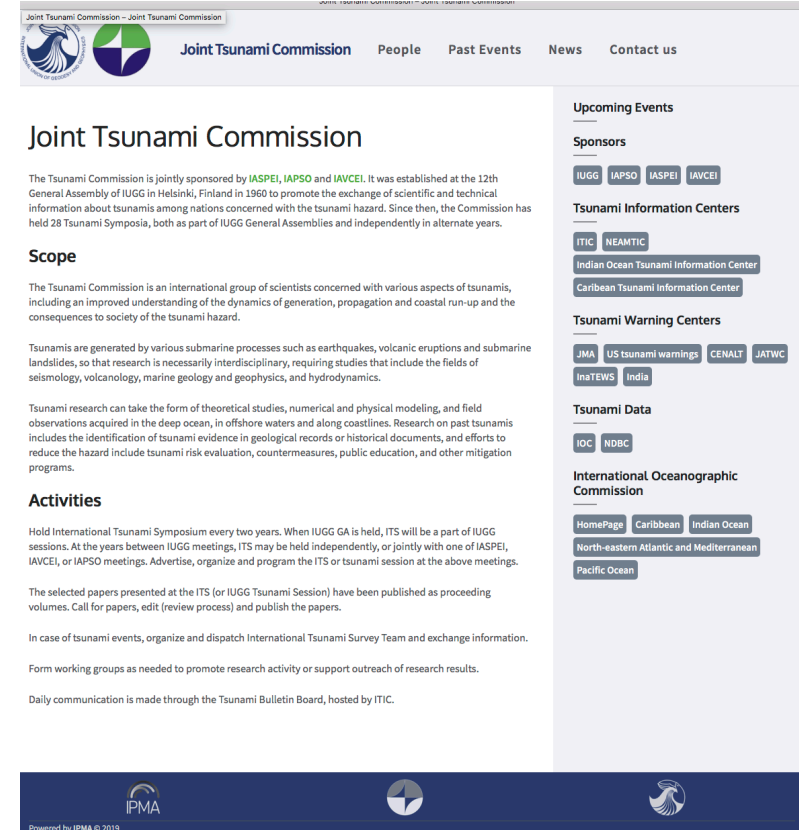 Joint Tsunami Commission – Joint Tsunami Commission
Joint Tsunami Commission – Joint Tsunami Commission
INTERNATIONAL UNION OF GEODESY AND GEOPHYSICS
Joint Tsunami Commission People Past Events News Contact us
Joint Tsunami Commission
The Tsunami Commission is jointly sponsored by IASPEI, IAPSO and IAVCEI. It was established at the 12th
General Assembly of IUGG in Helsinki, Finland in 1960 to promote the exchange of scientific and technical
information about tsunamis among nations concerned with the tsunami hazard. Since then, the Commission has
held 28 Tsunami Symposia, both as part of IUGG General Assemblies and independently in alternate years.
Scope
The Tsunami Commission is an international group of scientists concerned with various aspects of tsunamis,
including an improved understanding of the dynamics of generation, propagation and coastal run-up and the
consequences to society of the tsunami hazard.
Tsunamis are generated by various submarine processes such as earthquakes, volcanic eruptions and submarine
landslides, so that research is necessarily interdisciplinary, requiring studies that include the fields of
seismology, volcanology, marine geology and geophysics, and hydrodynamics.
Tsunami research can take the form of theoretical studies, numerical and physical modeling, and field
observations acquired in the deep ocean, in offshore waters and along coastlines. Research on past tsunamis
includes the identification of tsunami evidence in geological records or historical documents, and efforts to
reduce the hazard include tsunami risk evaluation, countermeasures, public education, and other mitigation
programs.
Activities
Hold International Tsunami Symposium every two years. When IUGG GA is held, ITS will be a part of IUGG
sessions. At the years between IUGG meetings, ITS may be held independently, or jointly with one of IASPEI,
IAVCEI, or IAPSO meetings. Advertise, organize and program the ITS or tsunami session at the above meetings.
The selected papers presented at the ITS (or IUGG Tsunami Session) have been published as proceeding
volumes. Call for papers, edit (review process) and publish the papers.
In case of tsunami events, organize and dispatch International Tsunami Survey Team and exchange information.
Form working groups as needed to promote research activity or support outreach of research results.
Daily communication is made through the Tsunami Bulletin Board, hosted by ITIC.
Upcoming Events
Sponsors
IUGG IAPSO IASPEI IAVCEI
Tsunami Information Centers
ITIC NEAMTIC
Indian Ocean Tsunami Information Center
Caribean Tsunami Information Center
Tsunami Warning Centers
JMA US tsunami warnings CENALT JATWC
InaTEWS India
Tsunami Data
IOC NDBC
International Oceanographic
Commission
HomePage Caribbean Indian Ocean
North-eastern Atlantic and Mediterranean
Pacific Ocean
IPMA
Powered by IPMA © 2019